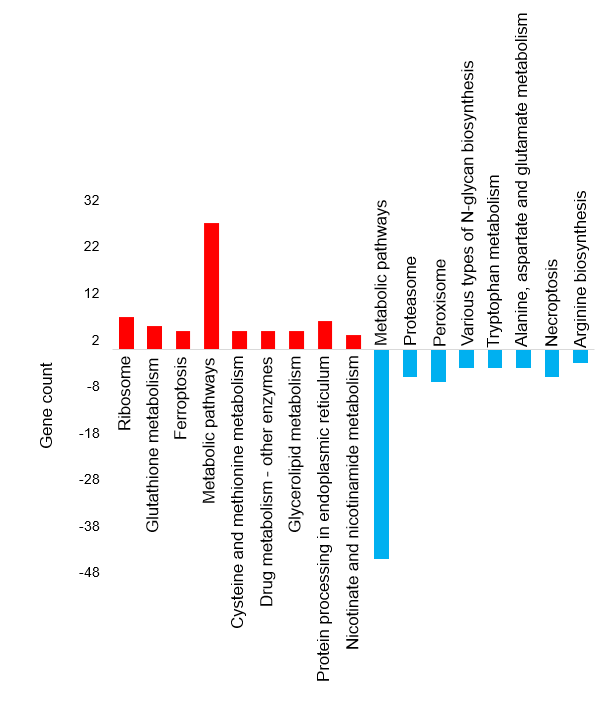 32
22
12
2
-8
-18
-28
-38
-48
Gene count
Ribosome
Glutathione metabolism
Ferroptosis
Metabolic pathways
Cysteine and methionine metabolism
Drug metabolism - other enzymes
Glycerolipid metabolism
Protein processing in endoplasmic reticulum
Nicotinate and nicotinamide metabolism
Metabolic pathways
Proteasome
Peroxisome
Various types of N-glycan biosynthesis
Tryptophan metabolism
Alanine, aspartate and glutamate metabolism
Necroptosis
Arginine biosynthesis